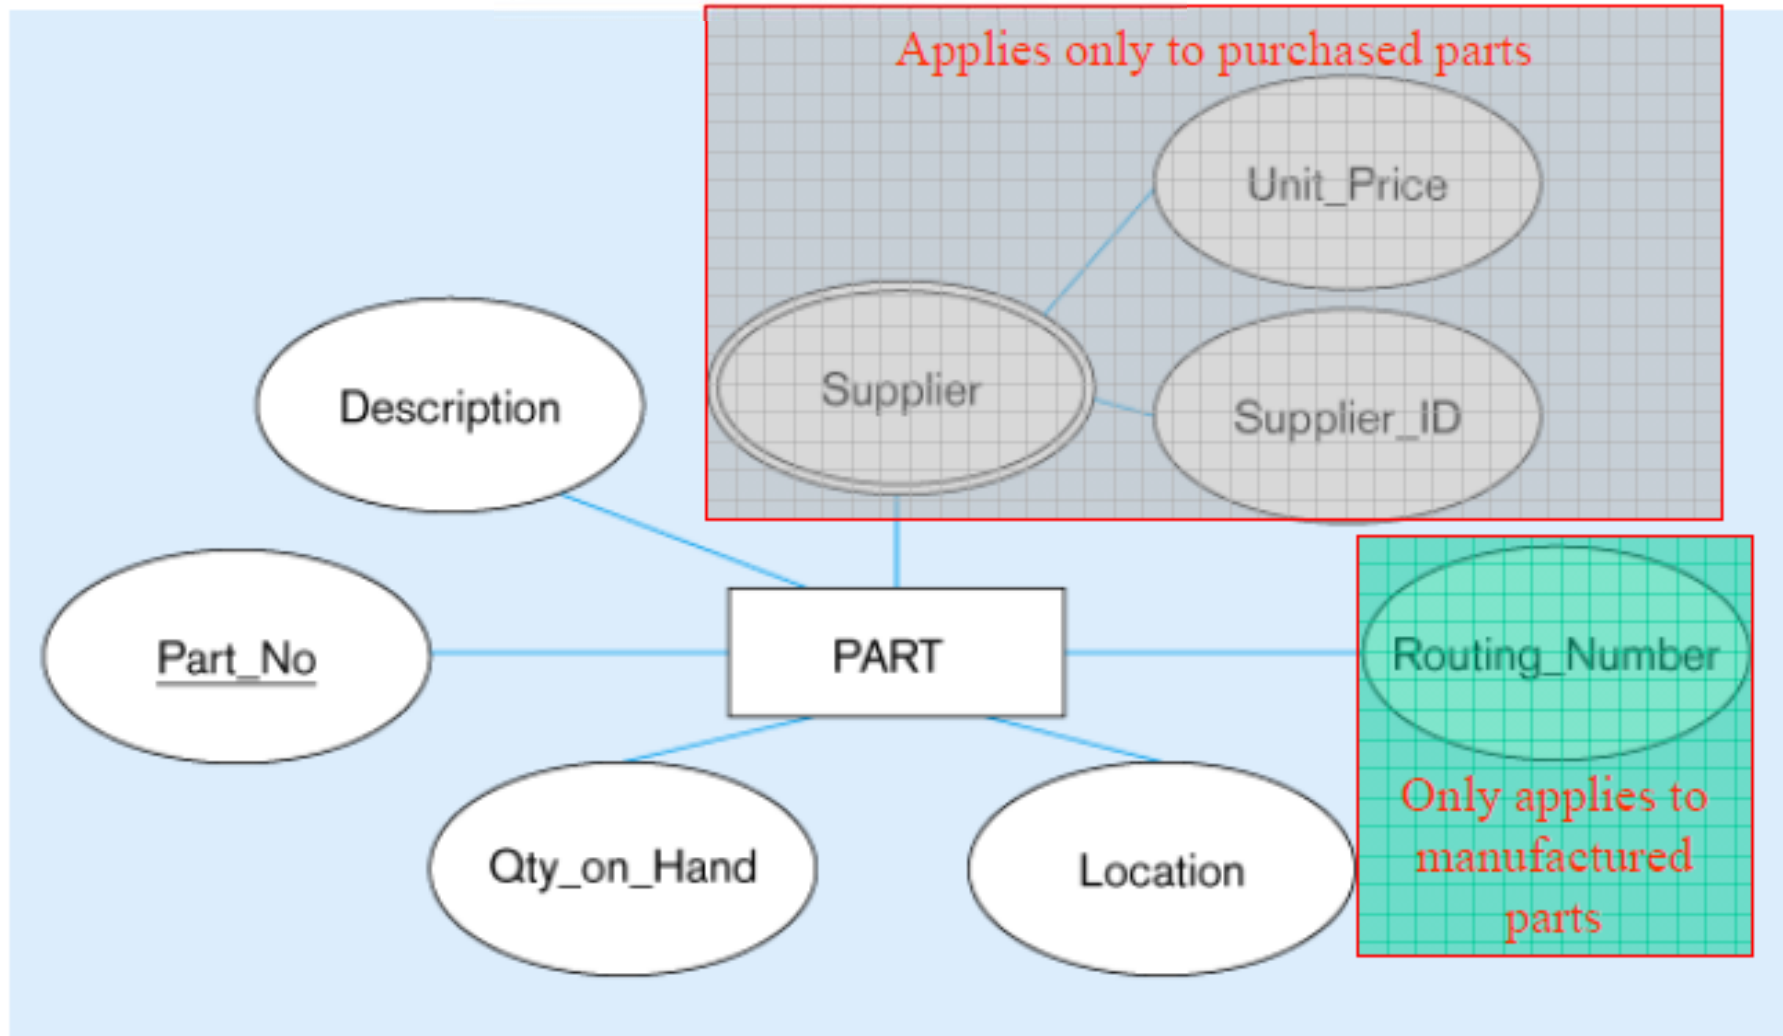 Applies only to purchased parts
Unit_Price
Supplier
Supplier_ID
Description
Part_No
PART
Routing_Number
Qty_on_Hand
Location
Only applies to
manufactured
parts